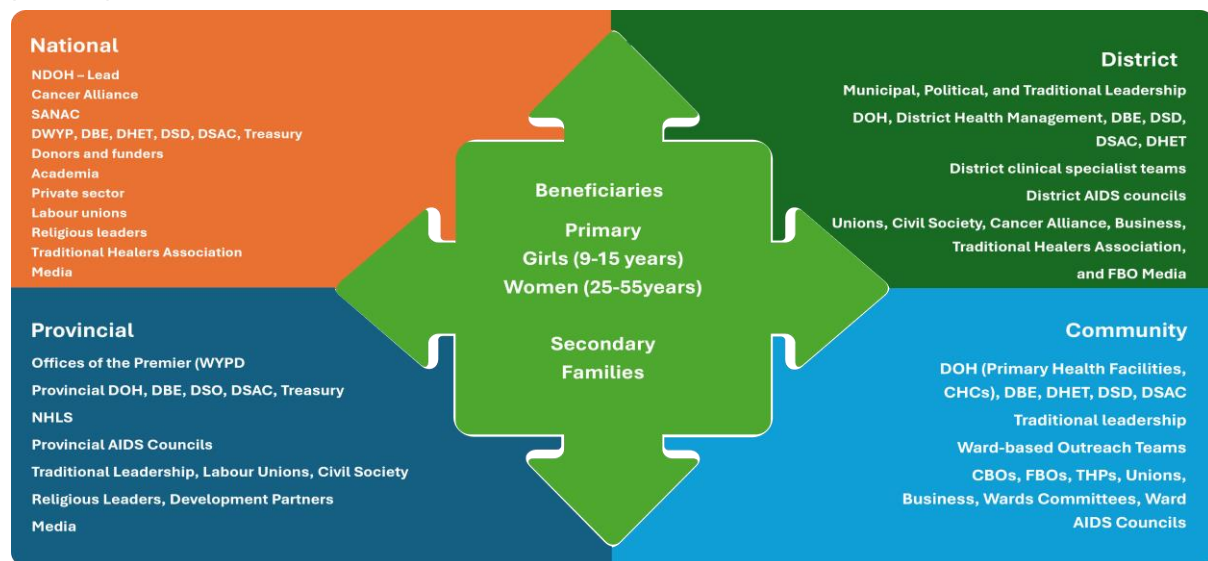 National
NDOH – Lead
Cancer Alliance
SANAC
DWYP, DBE, DHET, DSD, DSAC, Treasury
Donors and funders
Academia
Private sector
Labour unions
Religious leaders
Traditional Healers Association
Media
District
Municipal, Political, and Traditional Leadership
DOH, District Health Management, DBE, DSD,
DSAC, DHET
District clinical specialist teams
District AIDS councils
Unions, Civil Society, Cancer Alliance, Business,
Traditional Healers Association,
and FBO Media
Beneficiaries
Primary
Girls (9-15 years)
Women (25-55years)
Secondary
Families
Provincial
Offices of the Premier (WYPD
Provincial DOH, DBE, DSO, DSAC, Treasury
NHLS
Provincial AIDS Councils
Traditional Leadership, Labour Unions, Civil Society
Religious Leaders, Development Partners
Media
Community
DOH (Primary Health Facilities,
CHCs), DBE, DHET, DSD, DSAC
Traditional leadership
Ward-based Outreach Teams
CBOs, FBOs, THPs, Unions,
Business, Wards Committees, Ward
AIDS Councils